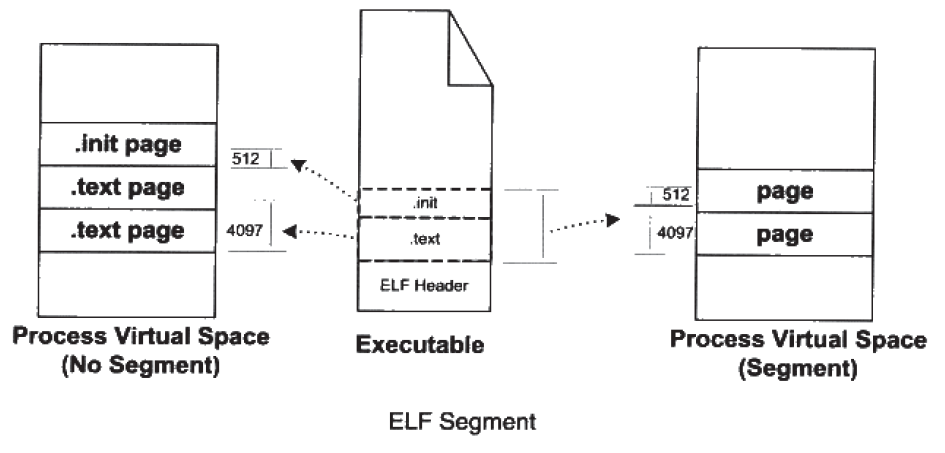 .init page
512
.text page
.text page
4097
Process Virtual Space
(No Segment)
.init
.text
ELF Header
Executable
512
page
4097
page
Process Virtual Space
(Segment)
ELF Segment